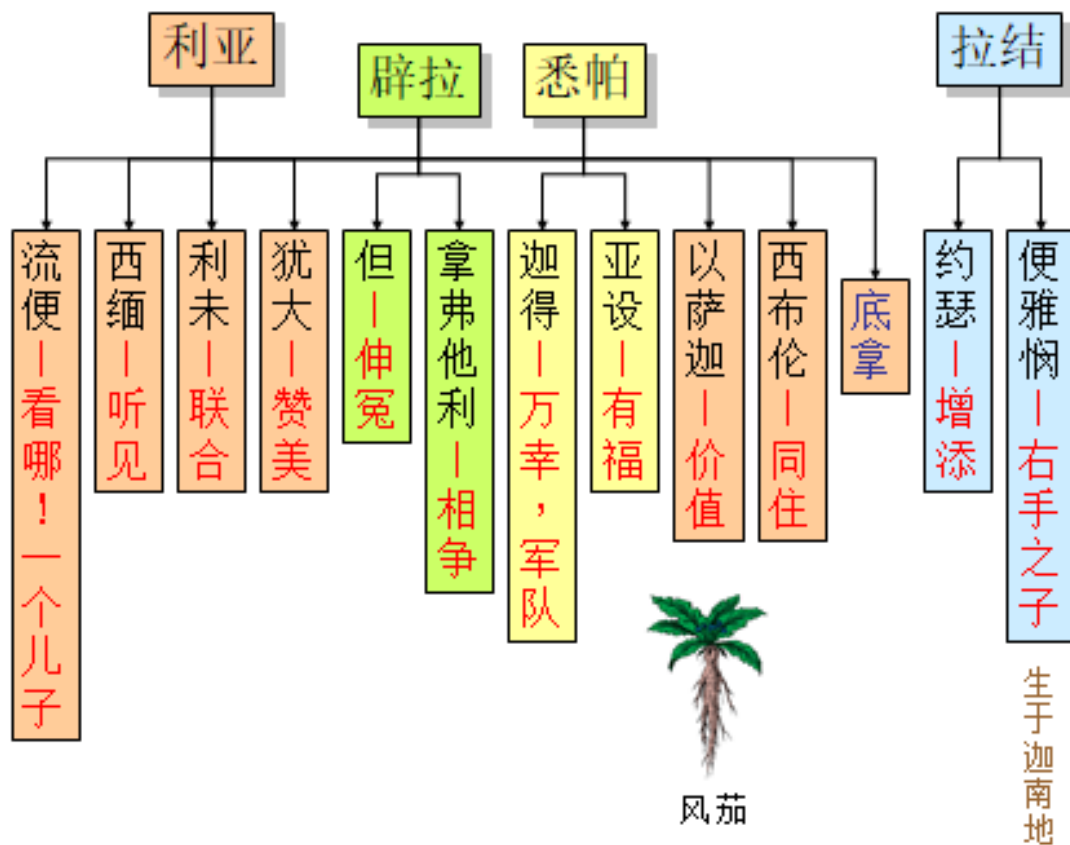 利亚
辟拉
悉帕
拉结
流便－看哪！一个儿子
西缅－听见
利未－联合
犹大－赞美
但－伸冤
拿弗他利－相争
迦得－万幸，军队
亚设－有福
以萨迦－价值
西布伦－同住
底拿
约瑟－增添
便雅悯－右手之子
风茄
生于迦南地